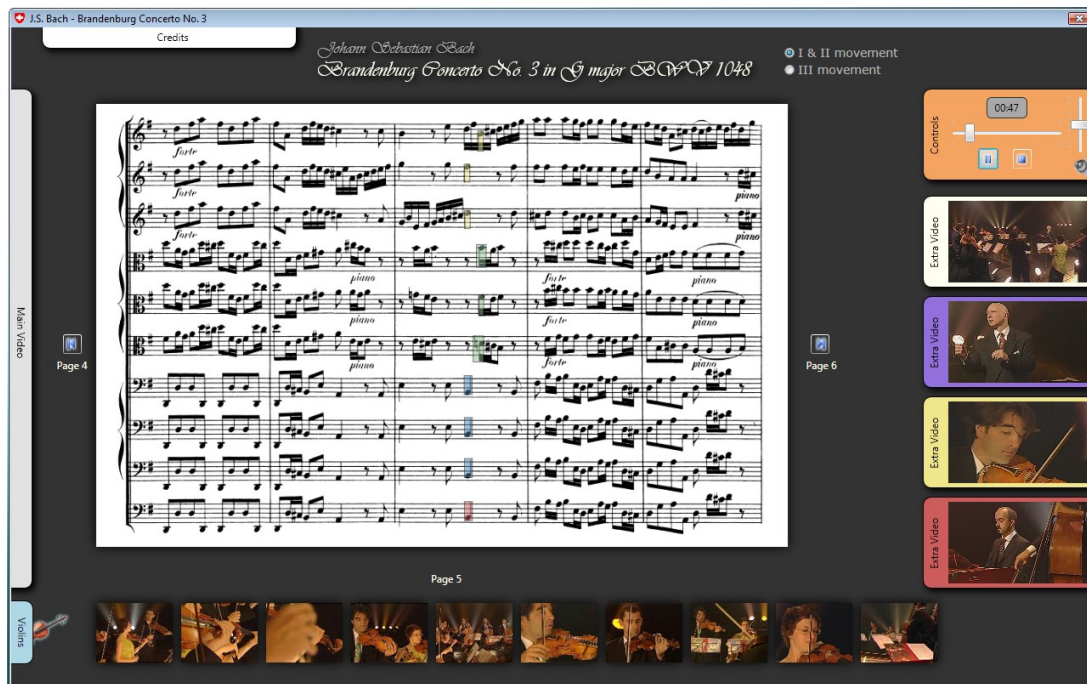 J.S. Bach - Brandenburg Concerto No. 3
Credits
Johann Sebastian Bach
Brandenburg Concerto No. 3 in G major BWV 1048
I & II movement
III movement
Main Video
Controls
00:47
forte
forte
piano
forte
piano
piano
forte
piano
piano
forte
piano
piano
forte
piano
Page 4
Page 6
Extra Video
Extra Video
Extra Video
Extra Video
Page 5
Violins